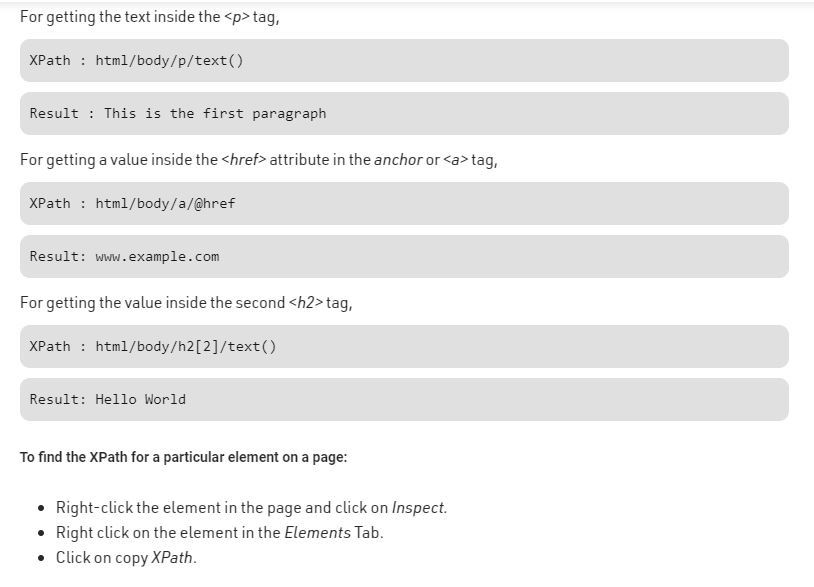 For getting the text inside the <p> tag,
XPath : html/body/p/text()
Result : This is the first paragraph
For getting a value inside the <href> attribute in the anchor or <a> tag,
XPath : html/body/a/@href
Result: www.example.com
For getting the value inside the second <h2> tag,
XPath : html/body/h2[2]/text()
Result: Hello World
To find the XPath for a particular element on a page:
• Right-click the element in the page and click on Inspect.
• Right click on the element in the Elements Tab.
• Click on copy XPath.